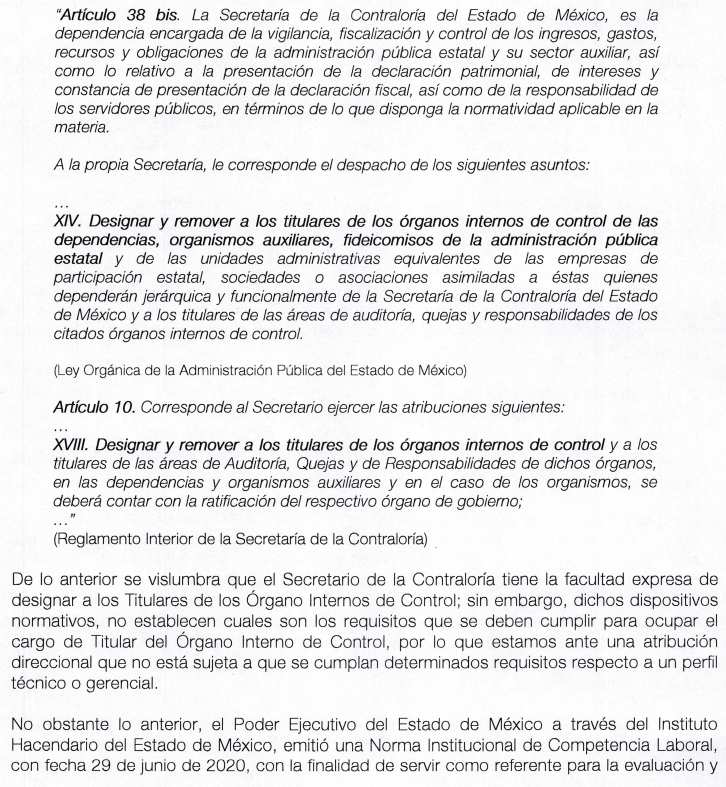 "Artículo 38 bis. La Secretaría de la Contraloría del Estado de México, es la
dependencia encargada de la vigilancia, fiscalización y control de los ingresos, gastos,
recursos y obligaciones de la administración pública estatal y su sector auxiliar, así
como lo relativo a la presentación de la declaración patrimonial, de intereses y
constancia de presentación de la declaración fiscal, así como de la responsabilidad de
los servidores públicos, en términos de lo que disponga la normatividad aplicable en la
materia.
A la propia Secretaría, le corresponde el despacho de los siguientes asuntos:
...
XIV. Designar y remover a los titulares de los órganos internos de control de las
dependencias, organismos auxiliares, fideicomisos de la administración pública
estatal y de las unidades administrativas equivalentes de las empresas de
participación estatal, sociedades o asociaciones asimiladas a éstas quienes
dependerán jerárquica y funcionalmente de la Secretaría de la Contraloría del Estado
de México y a los titulares de las áreas de auditoría, quejas y responsabilidades de los
citados órganos internos de control.
(Ley Orgánica de la Administración Pública del Estado de México)
Artículo 10. Corresponde al Secretario ejercer las atribuciones siguientes:
...
XVIII. Designar y remover a los titulares de los órganos internos de control y a los
titulares de las áreas de Auditoría, Quejas y de Responsabilidades de dichos órganos,
en las dependencias y organismos auxiliares y en el caso de los organismos, se
deberá contar con la ratificación del respectivo órgano de gobierno;
..."
(Reglamento Interior de la Secretaría de la Contraloría)
De lo anterior se vislumbra que el Secretario de la Contraloría tiene la facultad expresa de
designar a los Titulares de los Órgano Internos de Control; sin embargo, dichos dispositivos
normativos, no establecen cuales son los requisitos que se deben cumplir para ocupar el
cargo de Titular del Órgano Interno de Control, por lo que estamos ante una atribución
direccional que no está sujeta a que se cumplan determinados requisitos respecto a un perfil
técnico o gerencial.
No obstante lo anterior, el Poder Ejecutivo del Estado de México a través del Instituto
Hacendario del Estado de México, emitió una Norma Institucional de Competencia Laboral,
con fecha 29 de junio de 2020, con la finalidad de servir como referente para la evaluación y